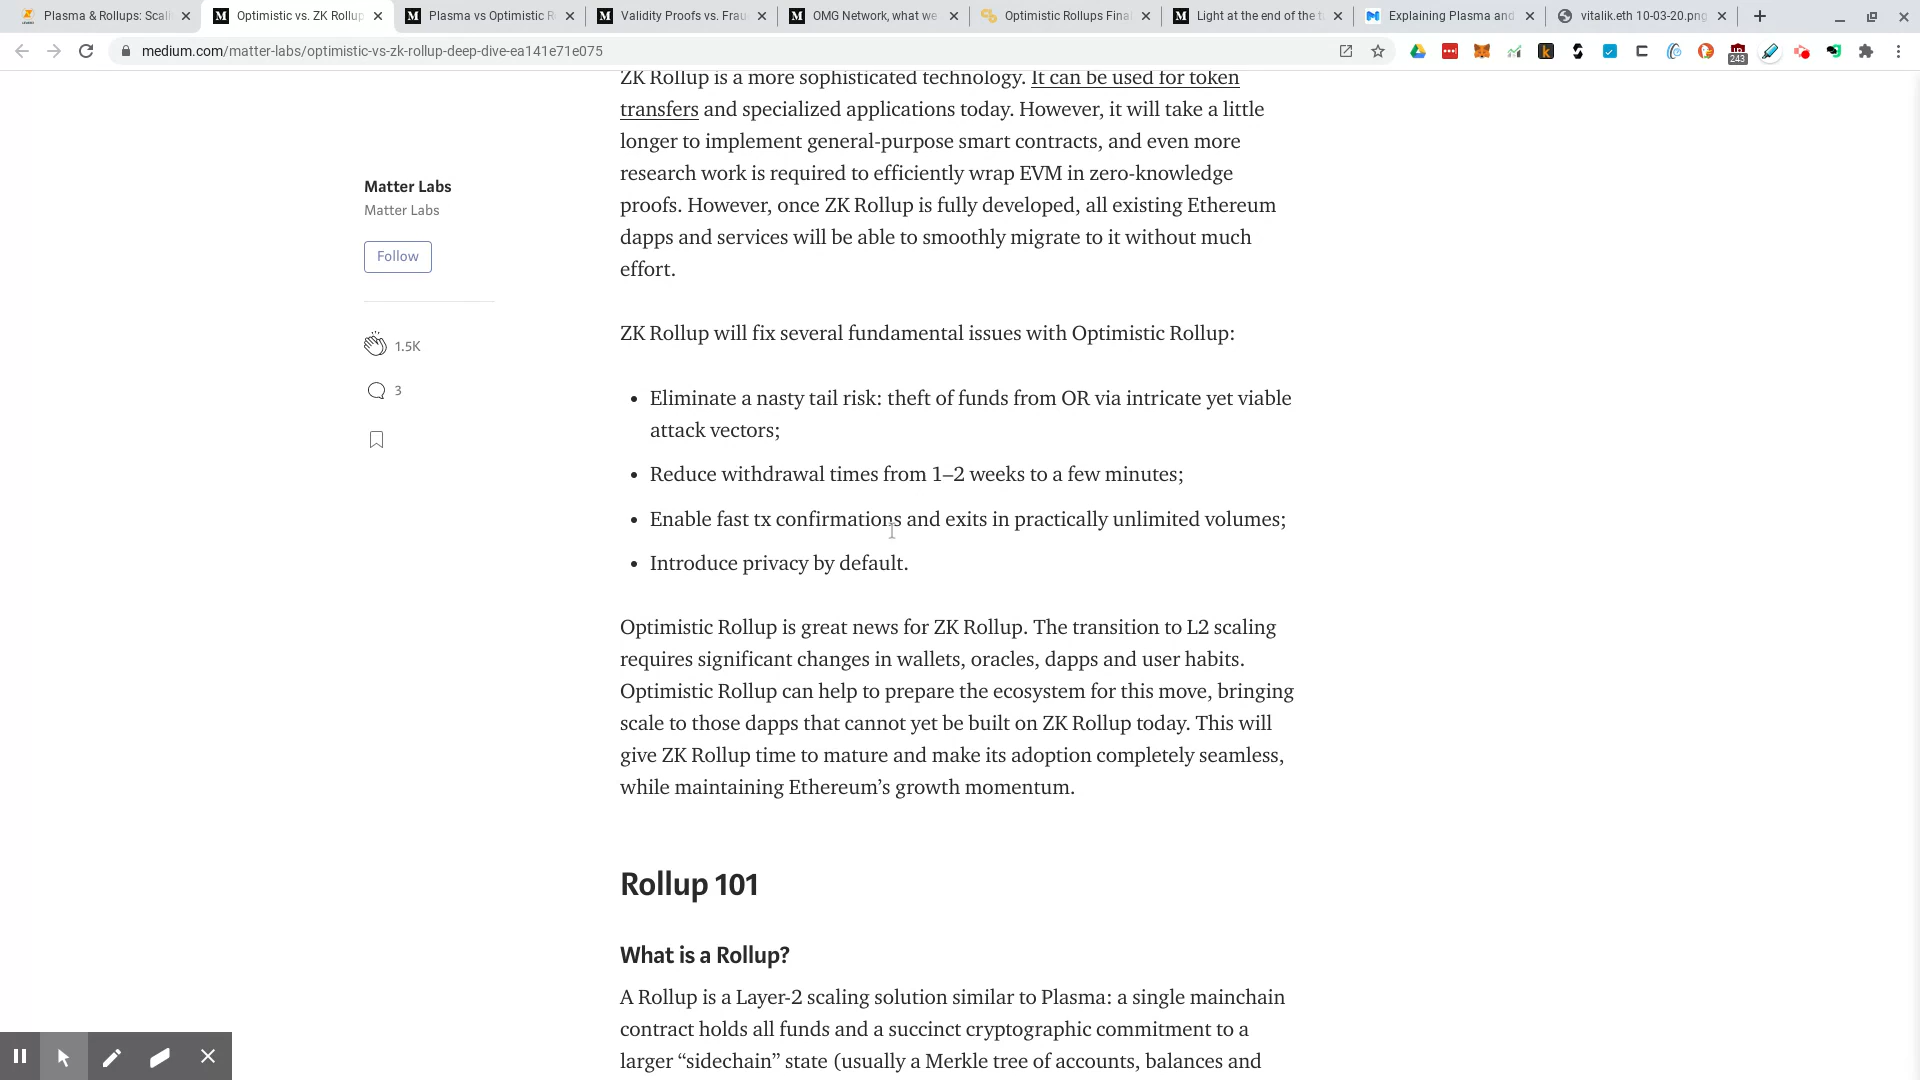 Plasma & Rollups: Scali
Optimistic vs. ZK Rollup
Plasma vs Optimistic R
Validity Proofs vs. Frau
OMG Network, what we
Optimistic Rollups Fina
Light at the end of the t
Explaining Plasma and
vitalik.eth 10-03-20.png
medium.com/matter-labs/optimistic-vs-zk-rollup-deep-dive-ea141e71e075
243
ZK Rollup is a more sophisticated technology. It can be used for token
transfers and specialized applications today. However, it will take a little
longer to implement general-purpose smart contracts, and even more
research work is required to efficiently wrap EVM in zero-knowledge
proofs. However, once ZK Rollup is fully developed, all existing Ethereum
dapps and services will be able to smoothly migrate to it without much
effort.
Matter Labs
Matter Labs
Follow
1.5K
3
ZK Rollup will fix several fundamental issues with Optimistic Rollup:
• Eliminate a nasty tail risk: theft of funds from OR via intricate yet viable
attack vectors;
• Reduce withdrawal times from 1–2 weeks to a few minutes;
• Enable fast tx confirmations and exits in practically unlimited volumes;
• Introduce privacy by default.
Optimistic Rollup is great news for ZK Rollup. The transition to L2 scaling
requires significant changes in wallets, oracles, dapps and user habits.
Optimistic Rollup can help to prepare the ecosystem for this move, bringing
scale to those dapps that cannot yet be built on ZK Rollup today. This will
give ZK Rollup time to mature and make its adoption completely seamless,
while maintaining Ethereum’s growth momentum.
Rollup 101
What is a Rollup?
A Rollup is a Layer-2 scaling solution similar to Plasma: a single mainchain
contract holds all funds and a succinct cryptographic commitment to a
larger “sidechain” state (usually a Merkle tree of accounts, balances and